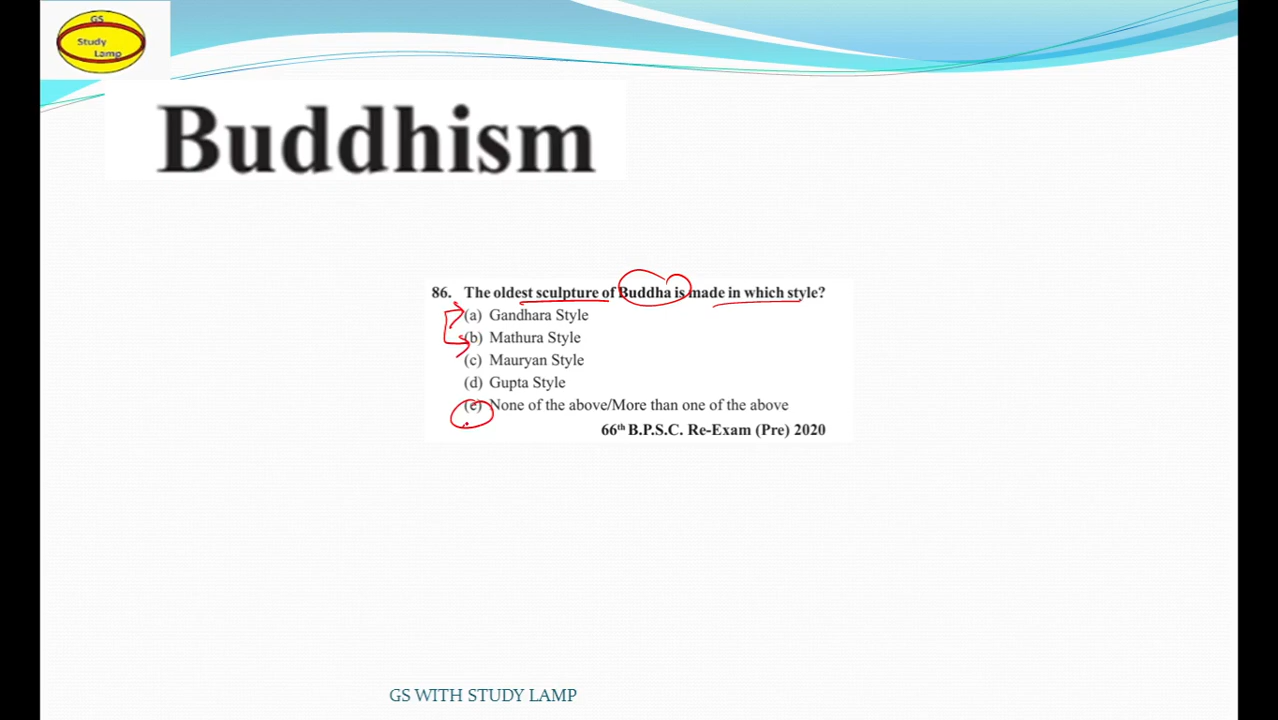 GS
Study
Lamp
Buddhism
86. The oldest sculpture of Buddha is made in which style?
(a) Gandhara Style
(b) Mathura Style
(c) Mauryan Style
(d) Gupta Style
(e) None of the above/More than one of the above
66th B.P.S.C. Re-Exam (Pre) 2020
GS WITH STUDY LAMP